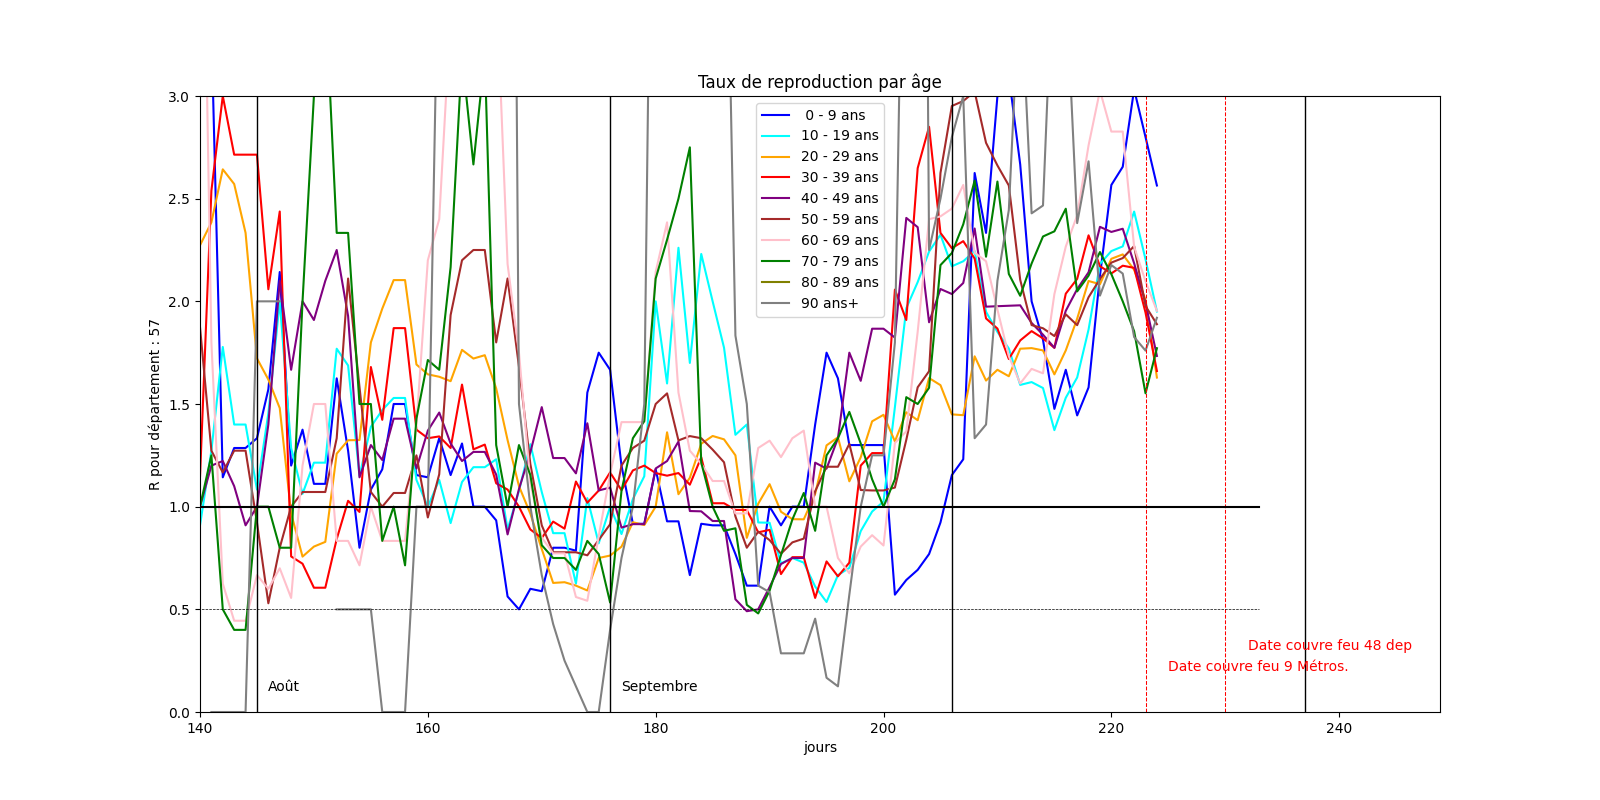 Taux de reproduction par âge
3.0
2.5
2.0
1.5
1.0
0.5
0.0
R pour département : 57
0 - 9 ans
10 - 19 ans
20 - 29 ans
30 - 39 ans
40 - 49 ans
50 - 59 ans
60 - 69 ans
70 - 79 ans
80 - 89 ans
90 ans+
Date couvre feu 48 dep
Date couvre feu 9 Métros.
Août
Septembre
140
160
180
200
220
240
jours